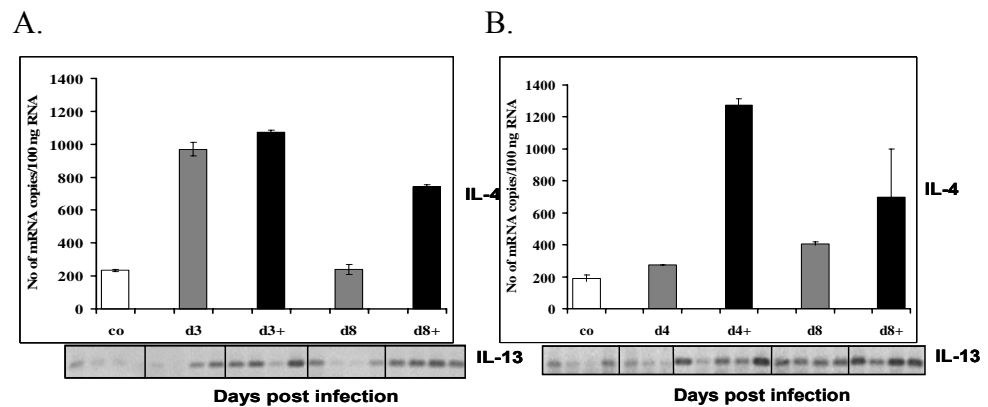 A.
No of mRNA copies/100 ng RNA
1400
1200
1000
800
600
400
200
0
co d3 d3+ d8 d8+
IL-4
IL-13
Days post infection
B.
No of mRNA copies/100 ng RNA
1400
1200
1000
1200
800
600
400
200
0
co d4 d4+ d8 d8+
IL-4
IL-13
Days post infection